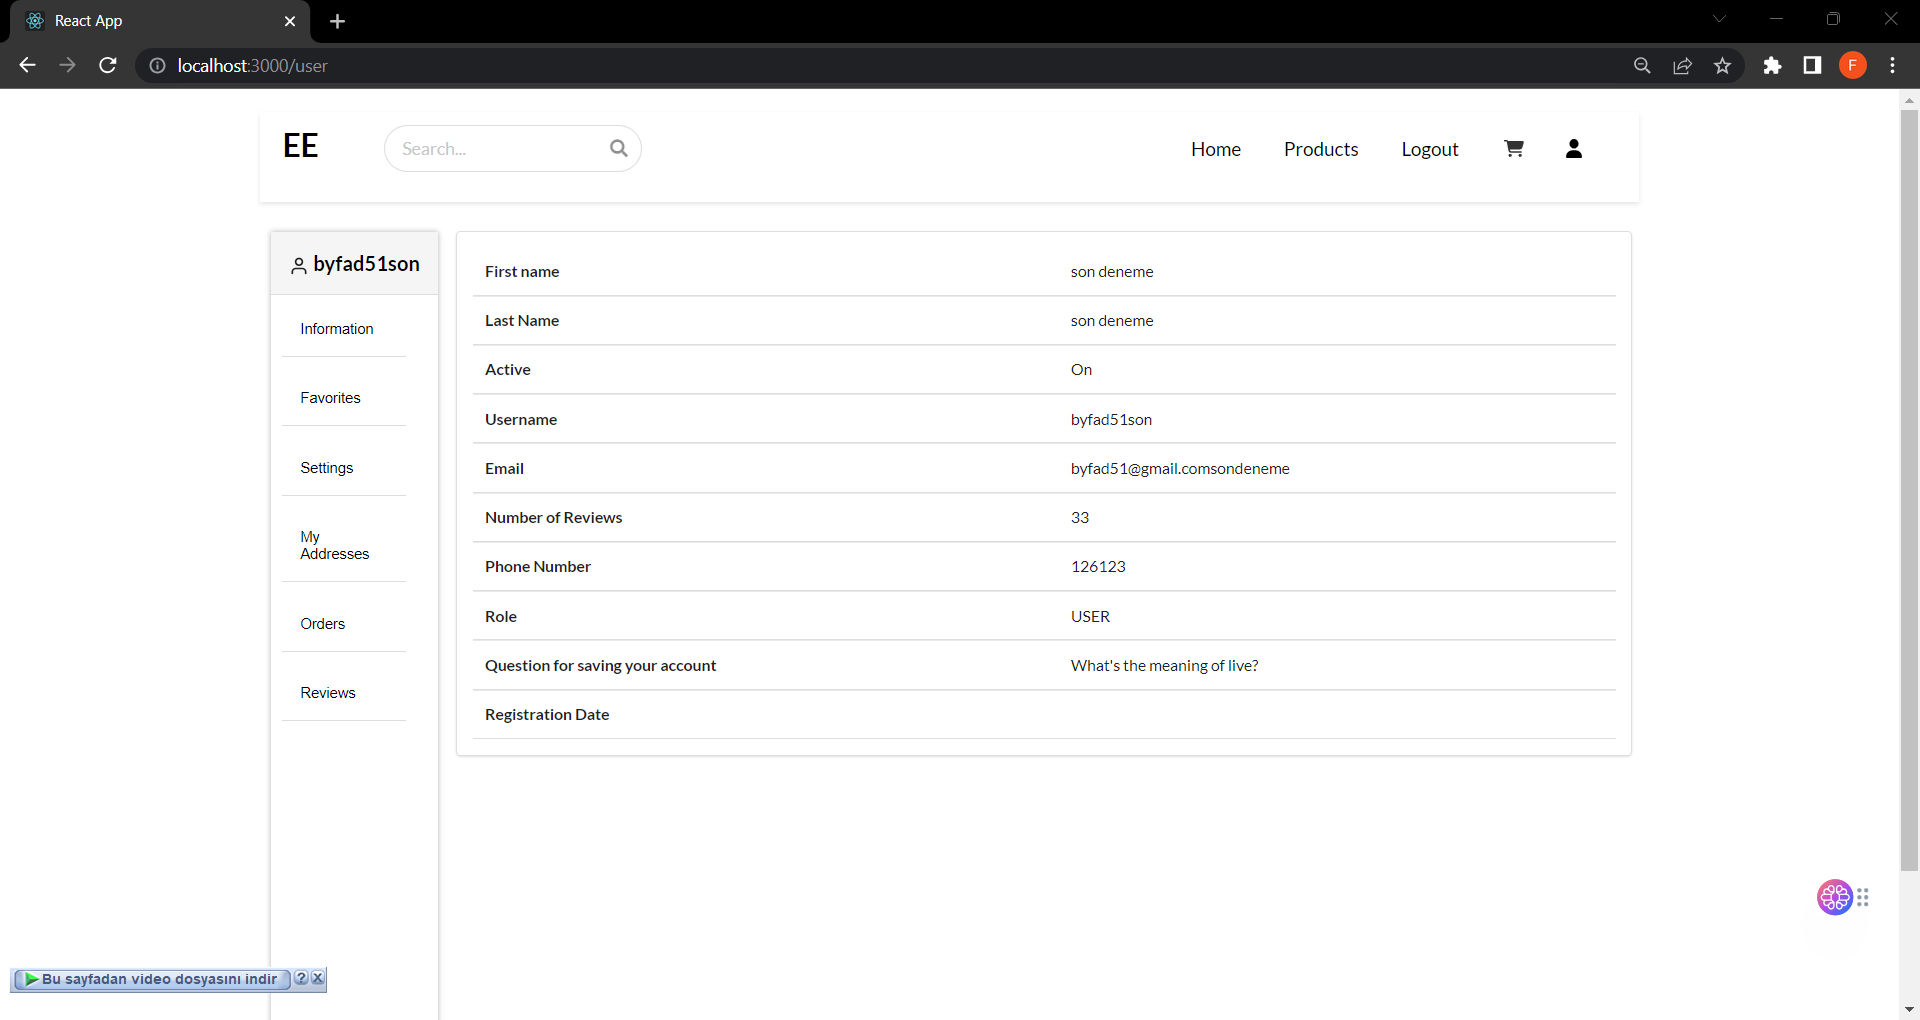 React App
localhost:3000/user
F
EE
Search...
Home
Products
Logout
byfad51son
Information
Favorites
Settings
My
Addresses
Orders
Reviews
First name
son deneme
Last Name
son deneme
Active
On
Username
byfad51son
Email
byfad51@gmail.comsondeneme
Number of Reviews
33
Phone Number
126123
Role
USER
Question for saving your account
What's the meaning of live?
Registration Date
Bu sayfadan video dosyasını indir
?